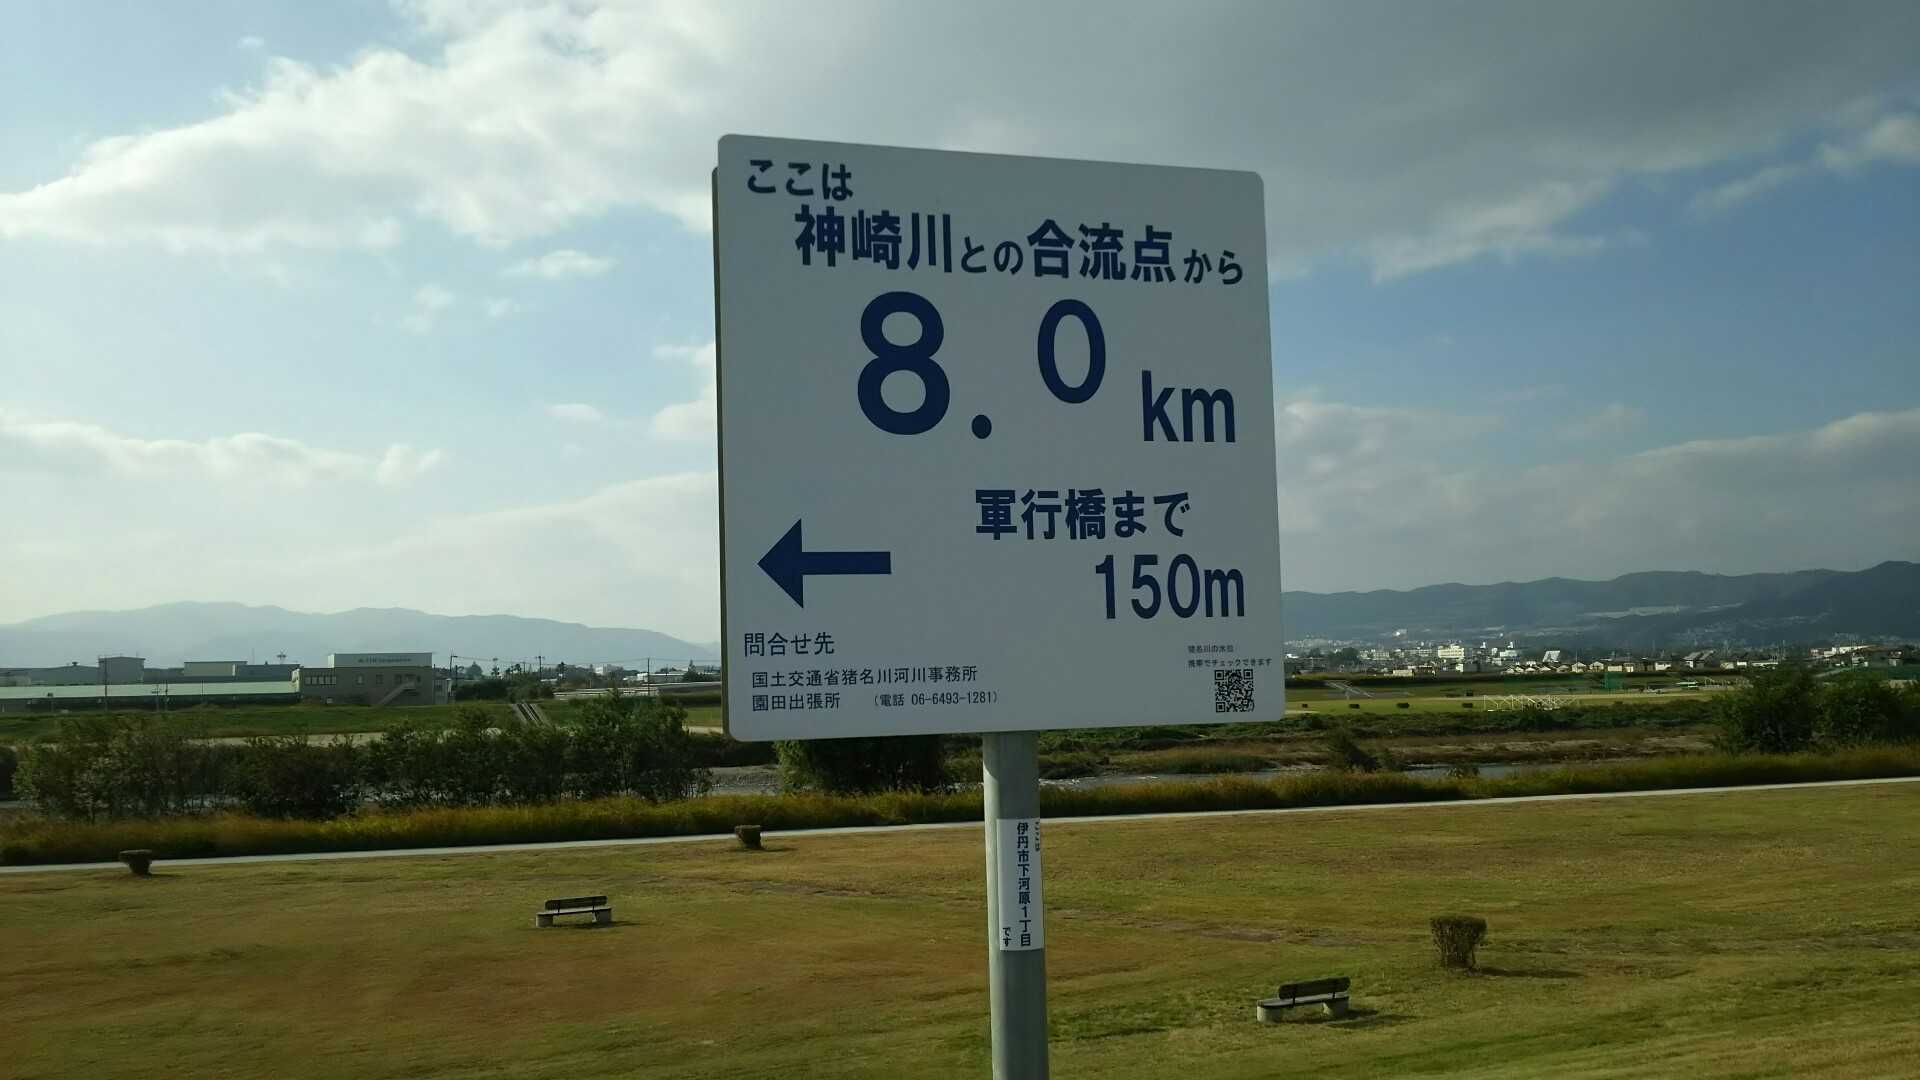 ここは
神崎川との合流点から
8.0km
軍行橋まで
150m
問合せ先
国土交通省猪名川河川事務所
園田出張所 (電話 06-6493-1281)
猪名川の水位
携帯でチェックできます
ここは
伊丹市下河原1丁目
です